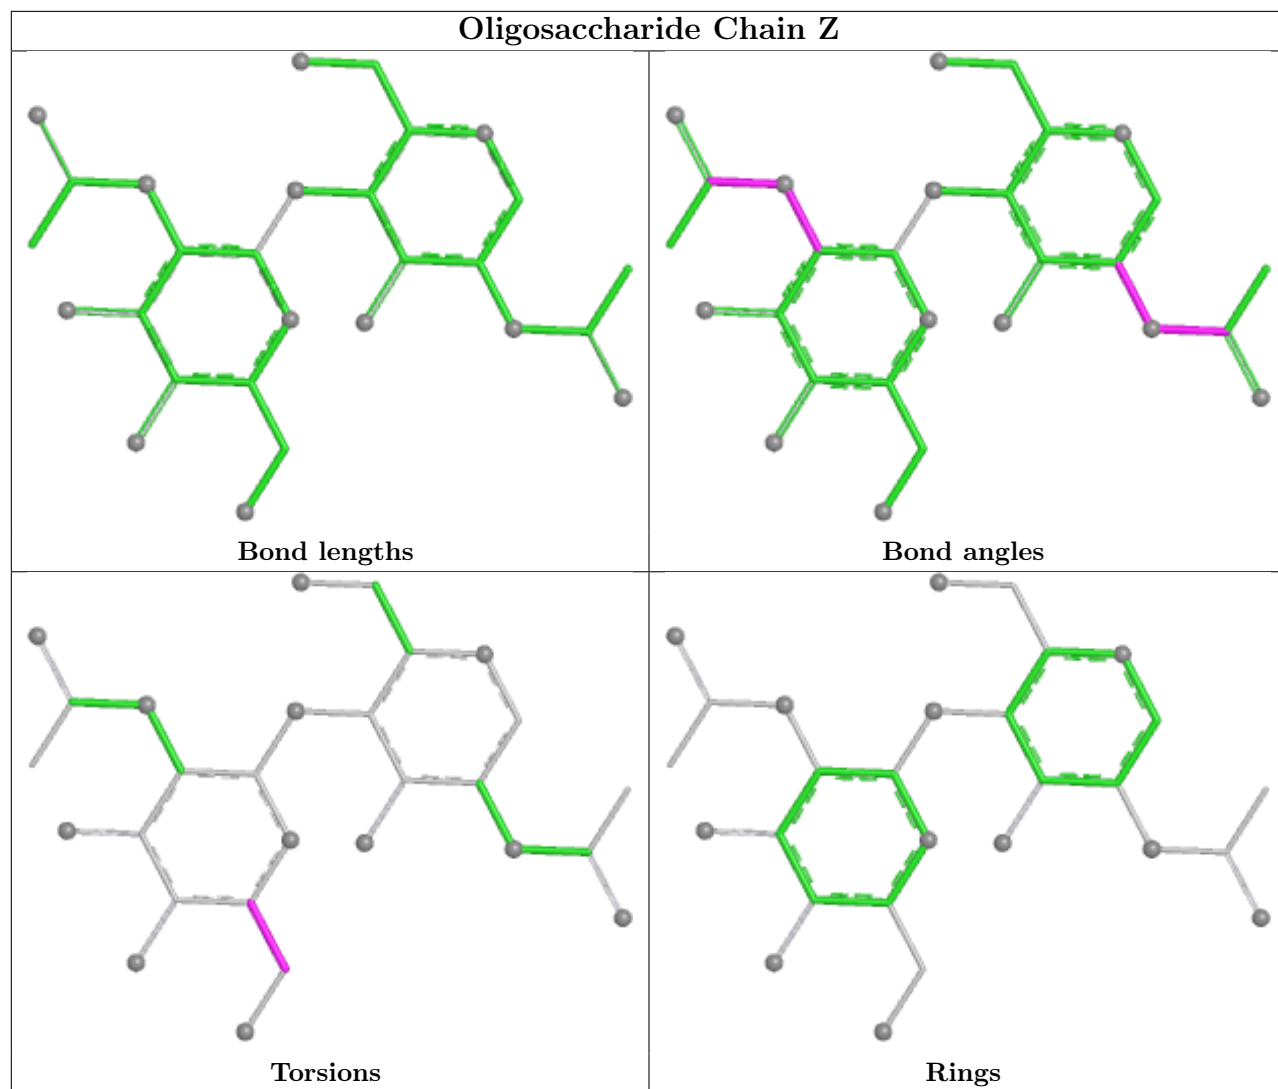 Oligosaccharide Chain Z
Bond lengths
Bond angles
Torsions
Rings